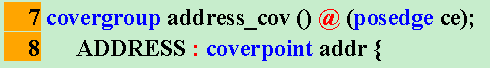 7 covergroup address_cov () @ (posedge ce);
8 ADDRESS : coverpoint addr {